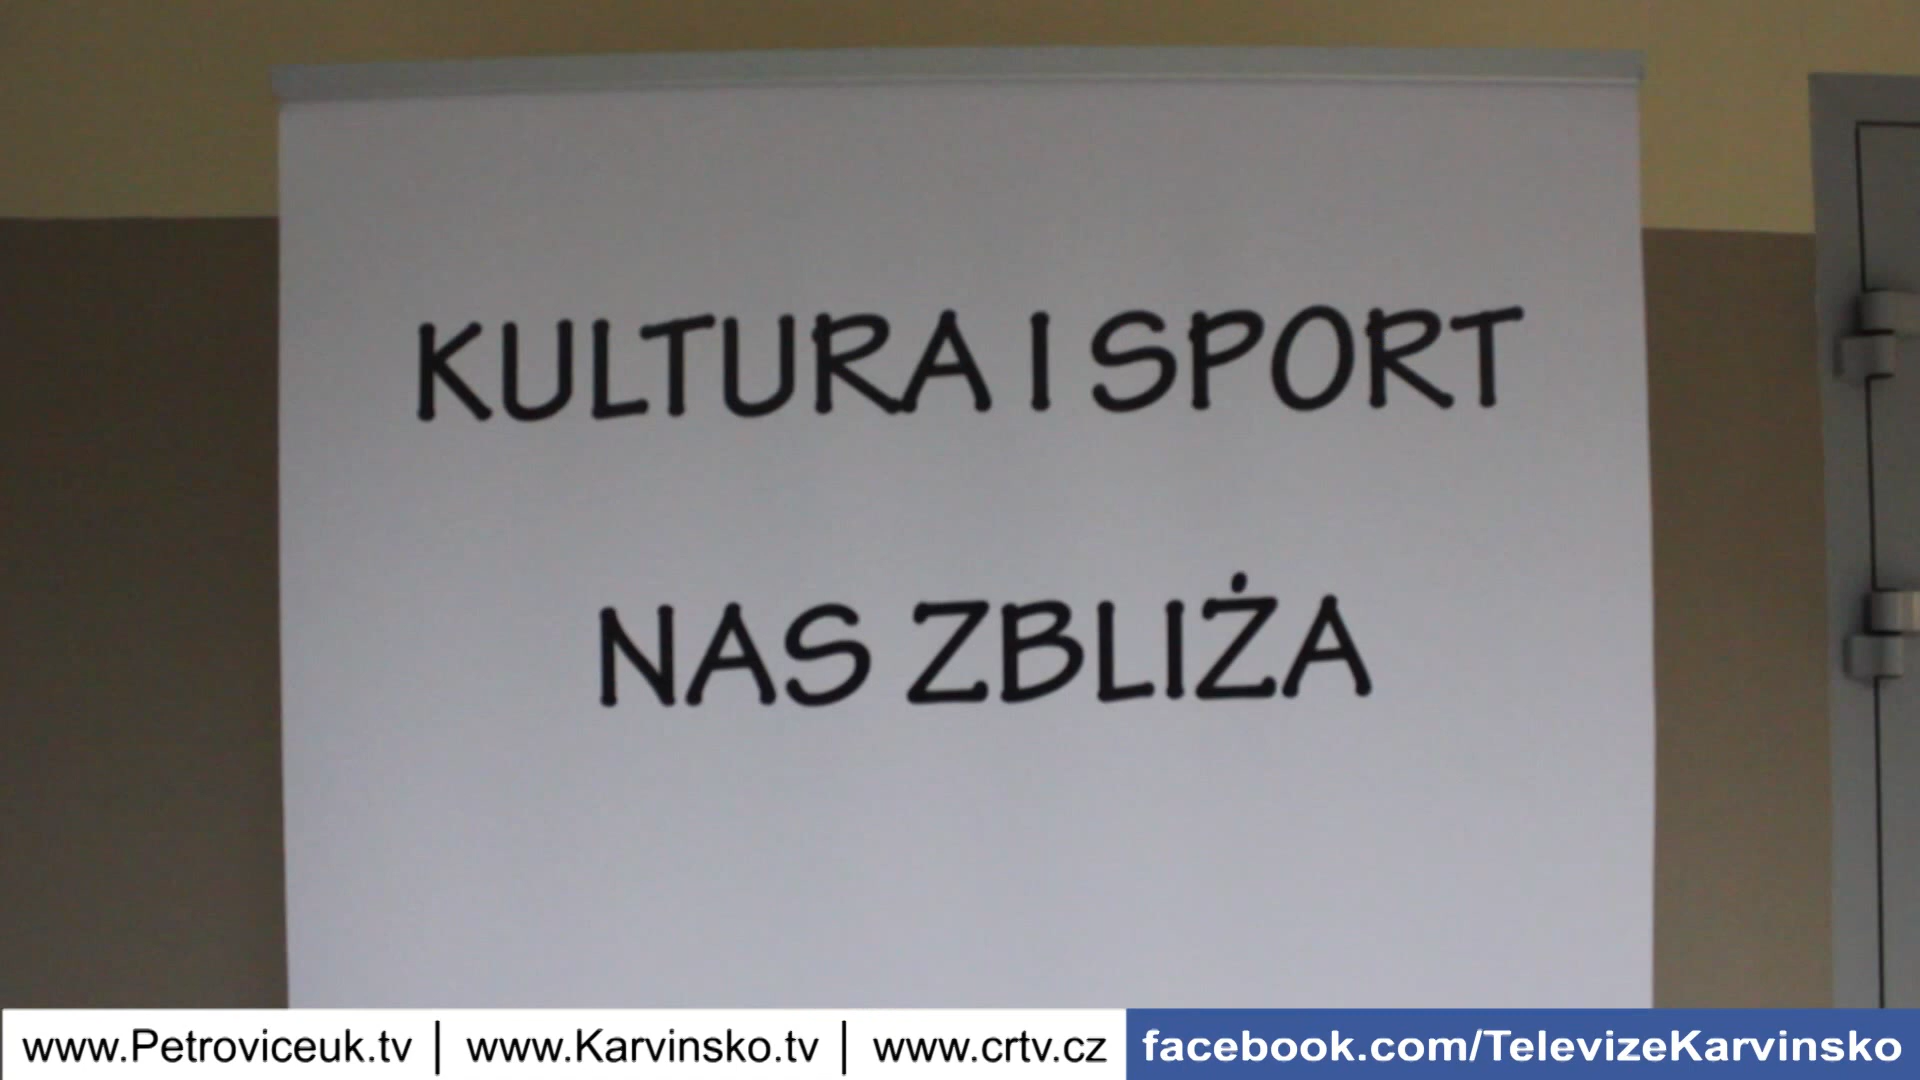 KULTURA I SPORT
NAS ZBLIŻA
www.Petroviceuk.tv | www.Karvinsko.tv | www.crtv.cz facebook.com/TelevizeKarvinsko